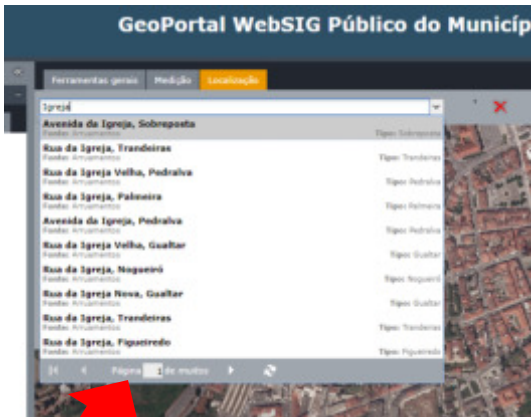 GeoPortal WebSIG Público do Municíp
Ferramentas gerais Medição Localização
Igreja
Avenida da Igreja, Sobreposta
Fonte: Arruamentos Tipo: Sobreposta
Rua da Igreja, Trandeiras
Fonte: Arruamentos Tipo: Trandeiras
Rua da Igreja Velha, Pedralva
Fonte: Arruamentos Tipo: Pedralva
Rua da Igreja, Palmeira
Fonte: Arruamentos Tipo: Palmeira
Avenida da Igreja, Pedralva
Fonte: Arruamentos Tipo: Pedralva
Rua da Igreja Velha, Gualtar
Fonte: Arruamentos Tipo: Gualtar
Rua da Igreja, Nogueiró
Fonte: Arruamentos Tipo: Nogueiró
Rua da Igreja Nova, Gualtar
Fonte: Arruamentos Tipo: Gualtar
Rua da Igreja, Trandeiras
Fonte: Arruamentos Tipo: Trandeiras
Rua da Igreja, Figueiredo
Fonte: Arruamentos Tipo: Figueiredo
Página 1 de muitos